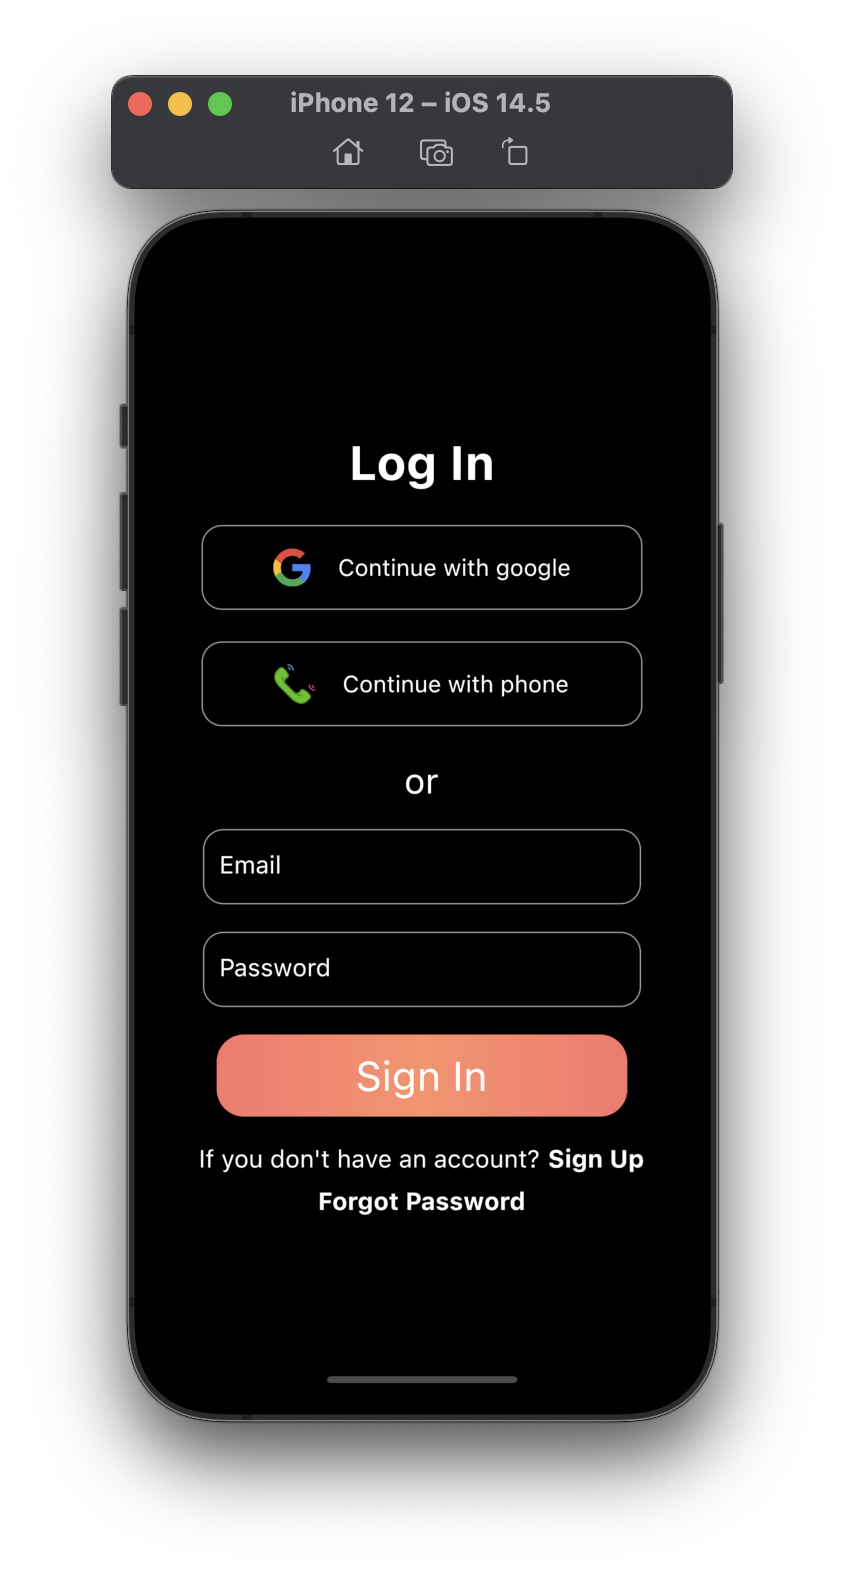 iPhone 12 – iOS 14.5
Log In
Continue with google
Continue with phone
or
Email
Password
Sign In
If you don't have an account? Sign Up
Forgot Password